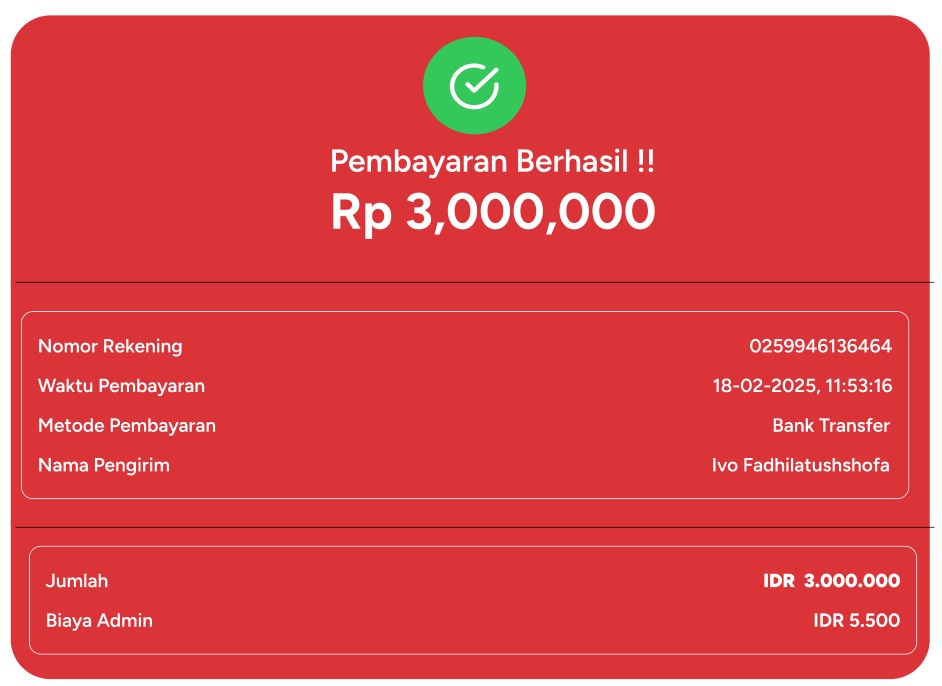 Pembayaran Berhasil !!
Rp 3,000,000
Nomor Rekening 0259946136464
Waktu Pembayaran 18-02-2025, 11:53:16
Metode Pembayaran Bank Transfer
Nama Pengirim Ivo Fadhilatushshofa
Jumlah IDR 3.000.000
Biaya Admin IDR 5.500